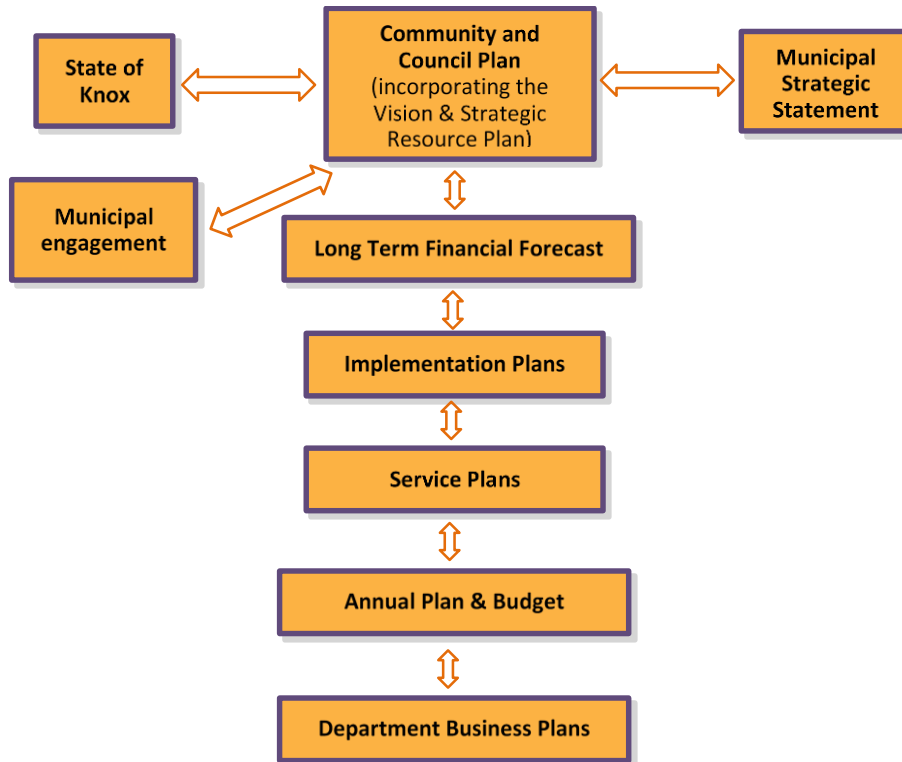 Community and
Council Plan
(incorporating the
Vision & Strategic
Resource Plan)
State of
Knox
Municipal
Strategic
Statement
Municipal
engagement
Long Term Financial Forecast
Implementation Plans
Service Plans
Annual Plan & Budget
Department Business Plans